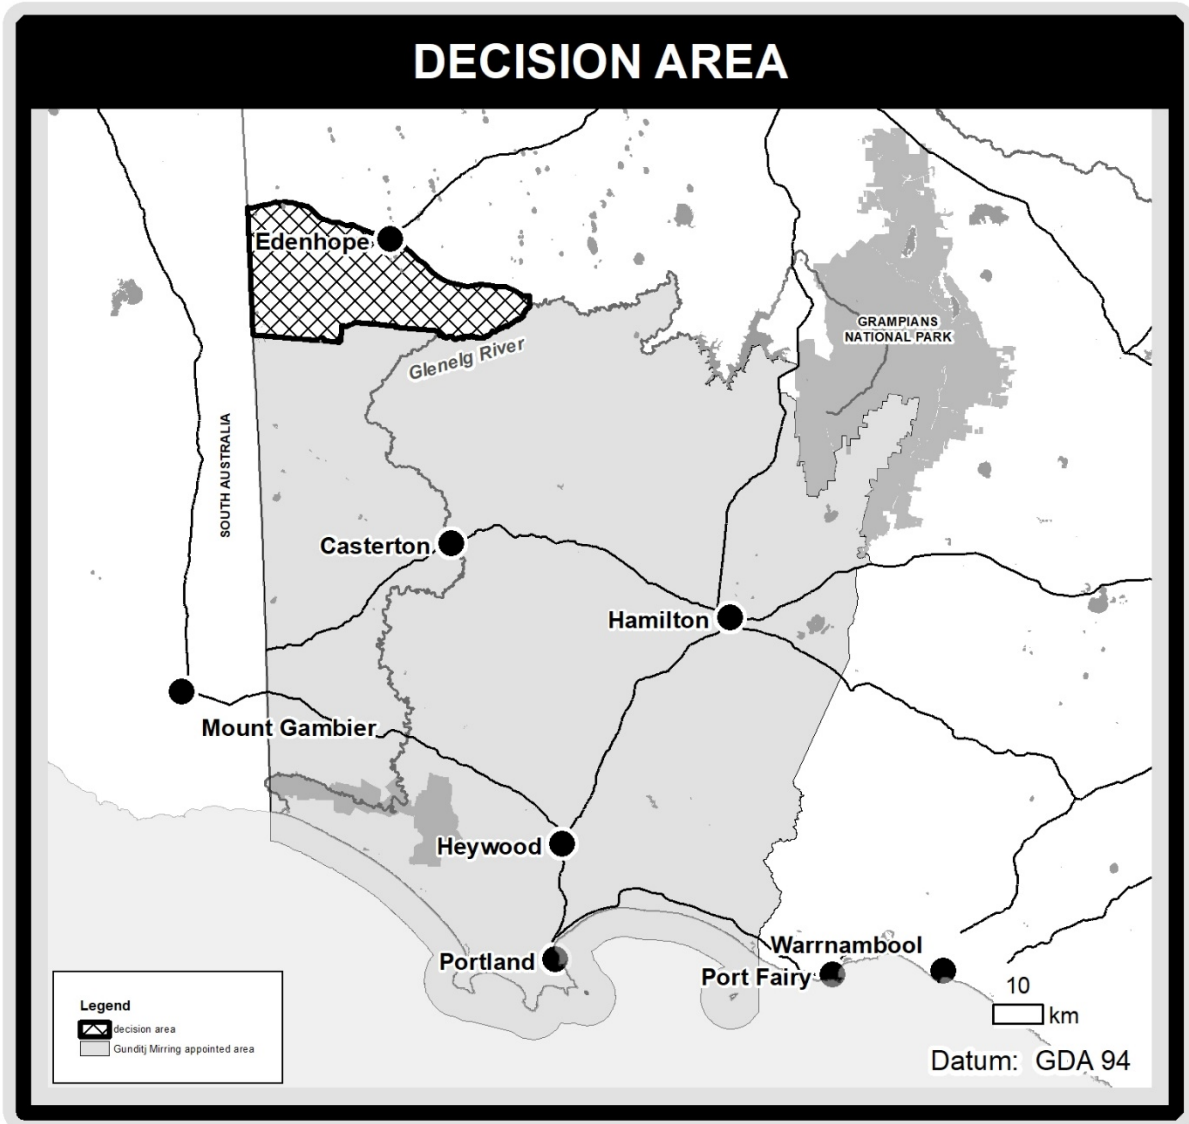 DECISION AREA
Edenhope
GRAMPIANS
NATIONAL PARK
Glenelg River
SOUTH AUSTRALIA
Casterton
Hamilton
Mount Gambier
Heywood
Warrnambool
Portland
Port Fairy
10
km
Legend
decision area
Gunditj Mirring appointed area
Datum: GDA 94